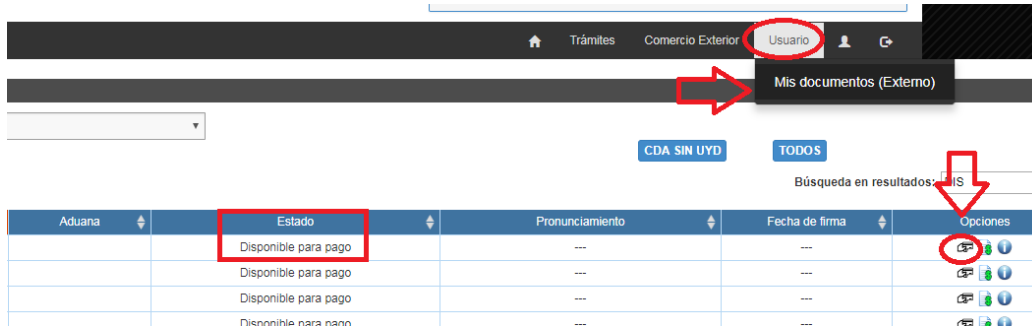 Trámites Comercio Exterior Usuario
Mis documentos (Externo)
CDA SIN UYD TODOS
Búsqueda en resultados:
Aduana Estado Pronunciamiento Fecha de firma Opciones
Disponible para pago --- ---
Disponible para pago --- ---
Disponible para pago --- ---
Disponible para pago --- ---